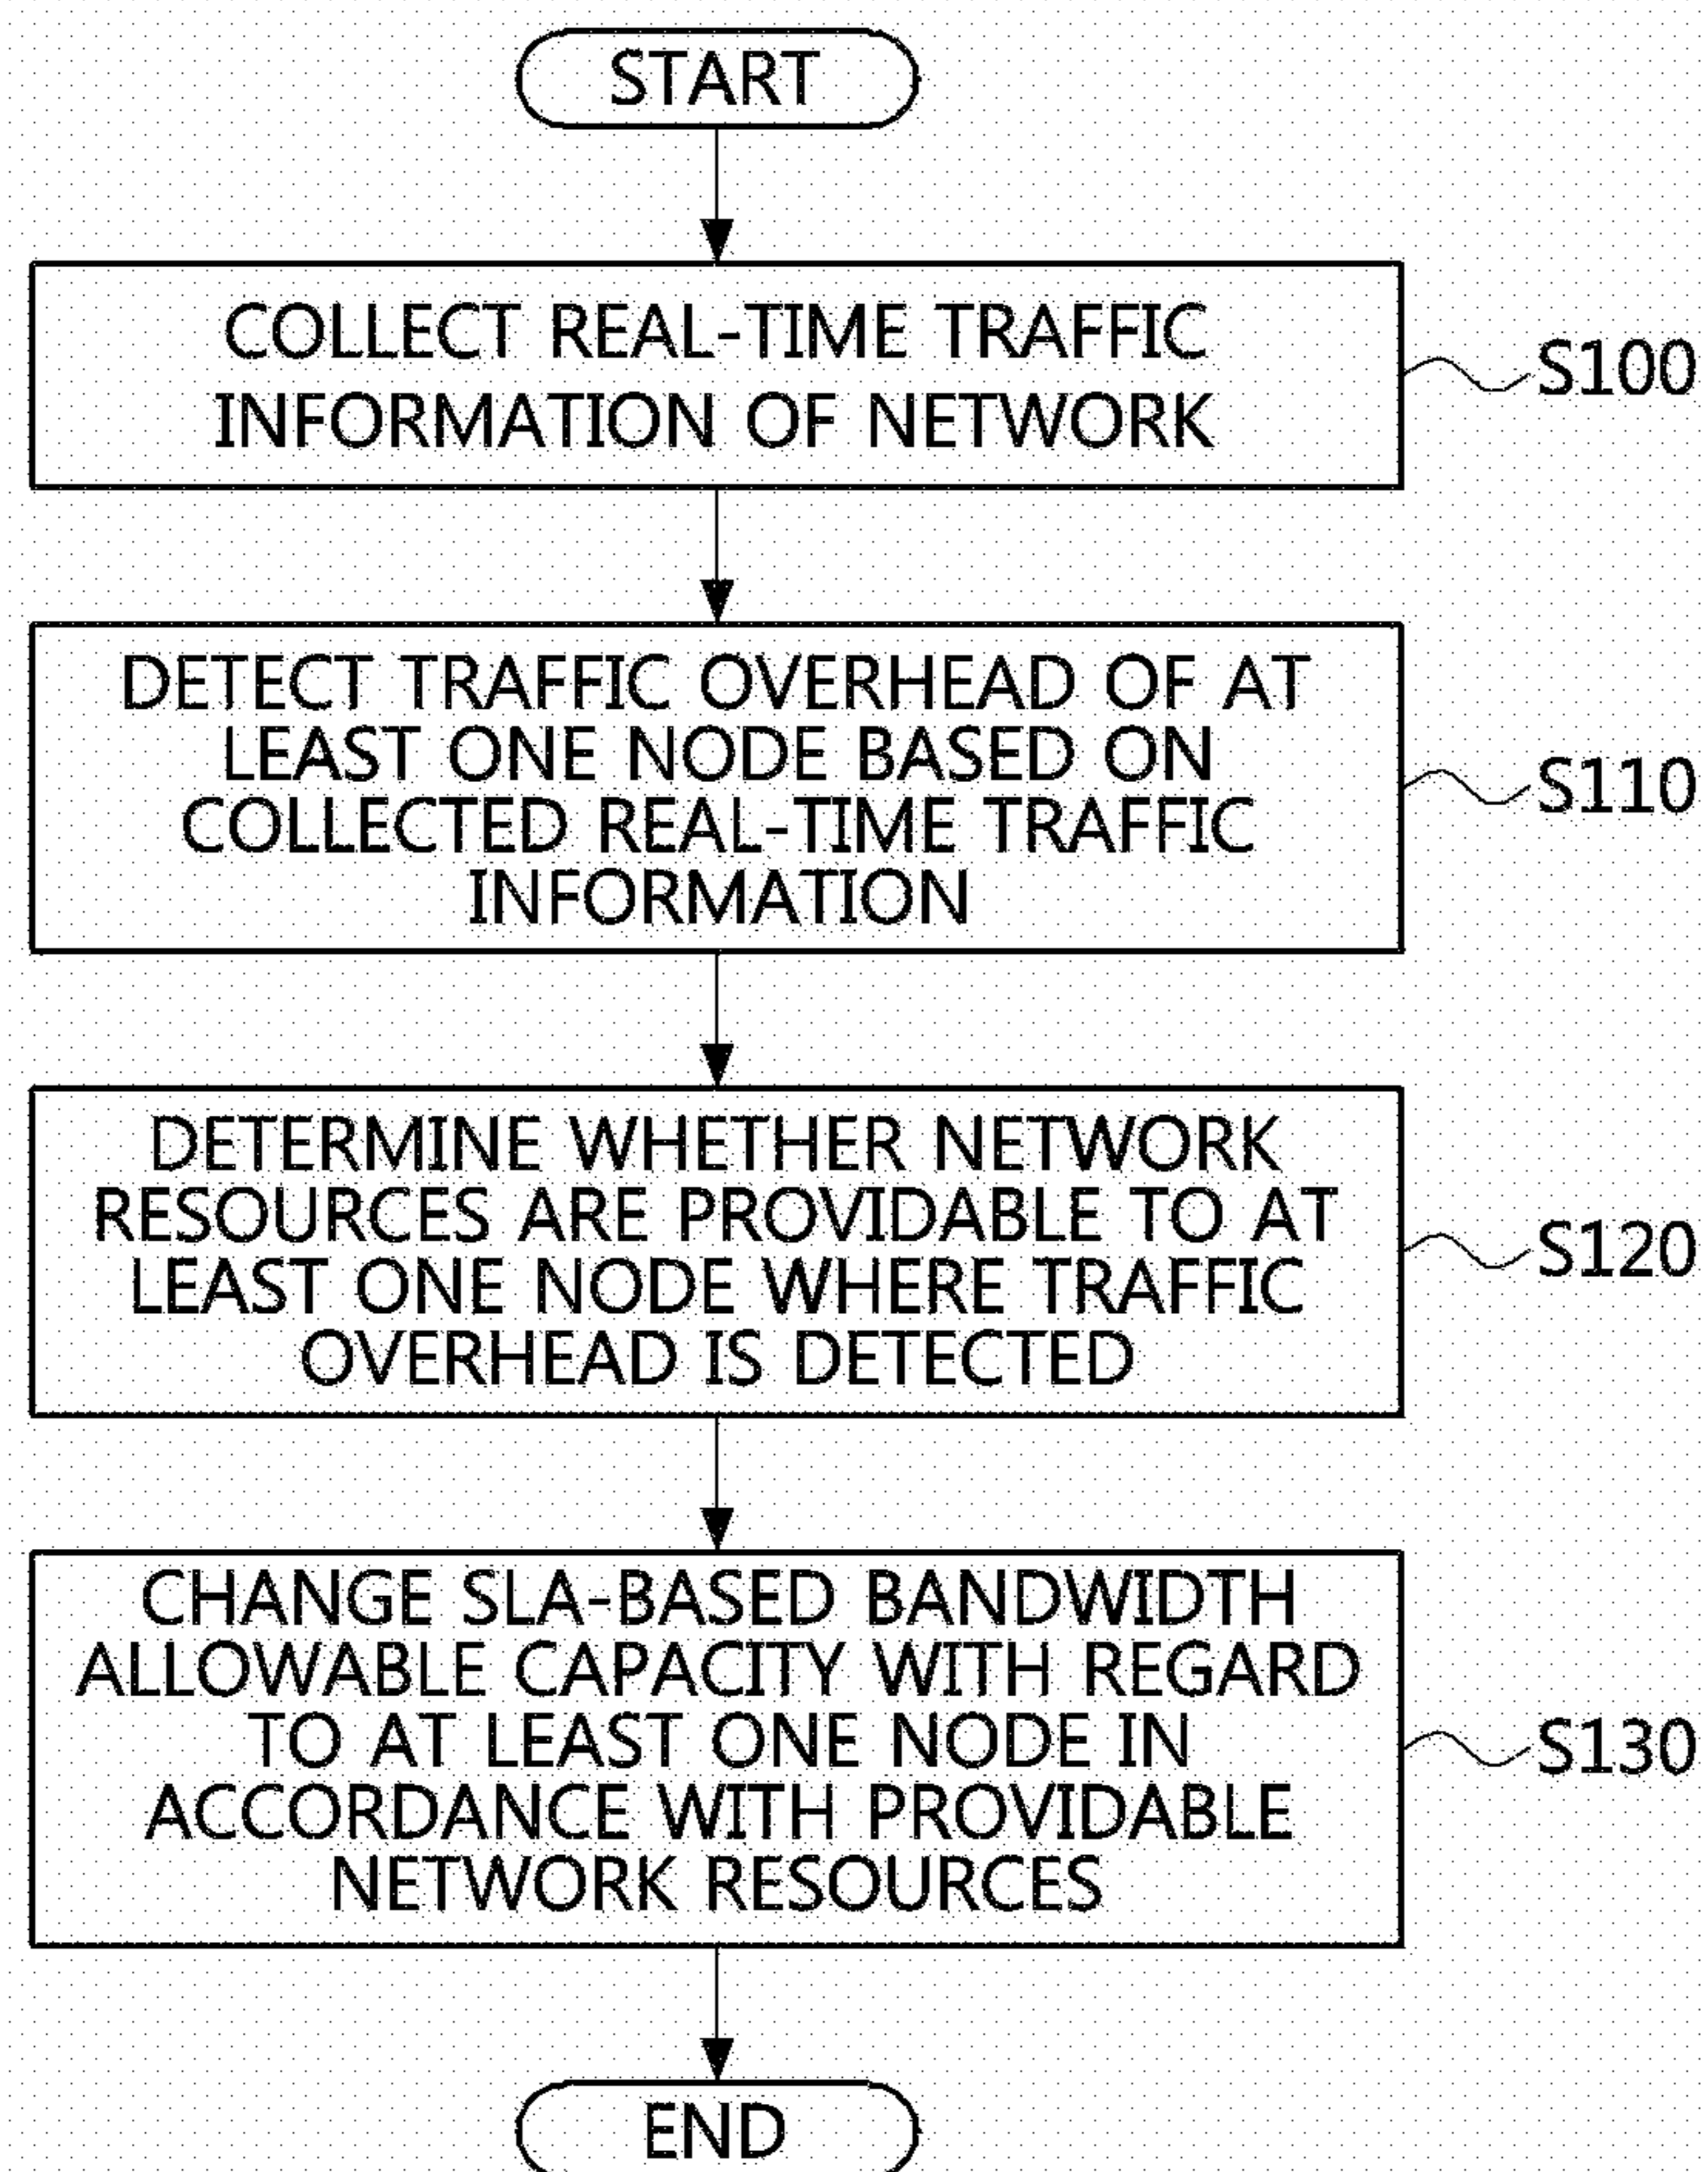 START
COLLECT REAL-TIME TRAFFIC
INFORMATION OF NETWORK
S100
DETECT TRAFFIC OVERHEAD OF AT
LEAST ONE NODE BASED ON
COLLECTED REAL-TIME TRAFFIC
INFORMATION
S110
DETERMINE WHETHER NETWORK
RESOURCES ARE PROVIDABLE TO AT
LEAST ONE NODE WHERE TRAFFIC
OVERHEAD IS DETECTED
S120
CHANGE SLA-BASED BANDWIDTH
ALLOWABLE CAPACITY WITH REGARD
TO AT LEAST ONE NODE IN
ACCORDANCE WITH PROVIDABLE
NETWORK RESOURCES
S130
END